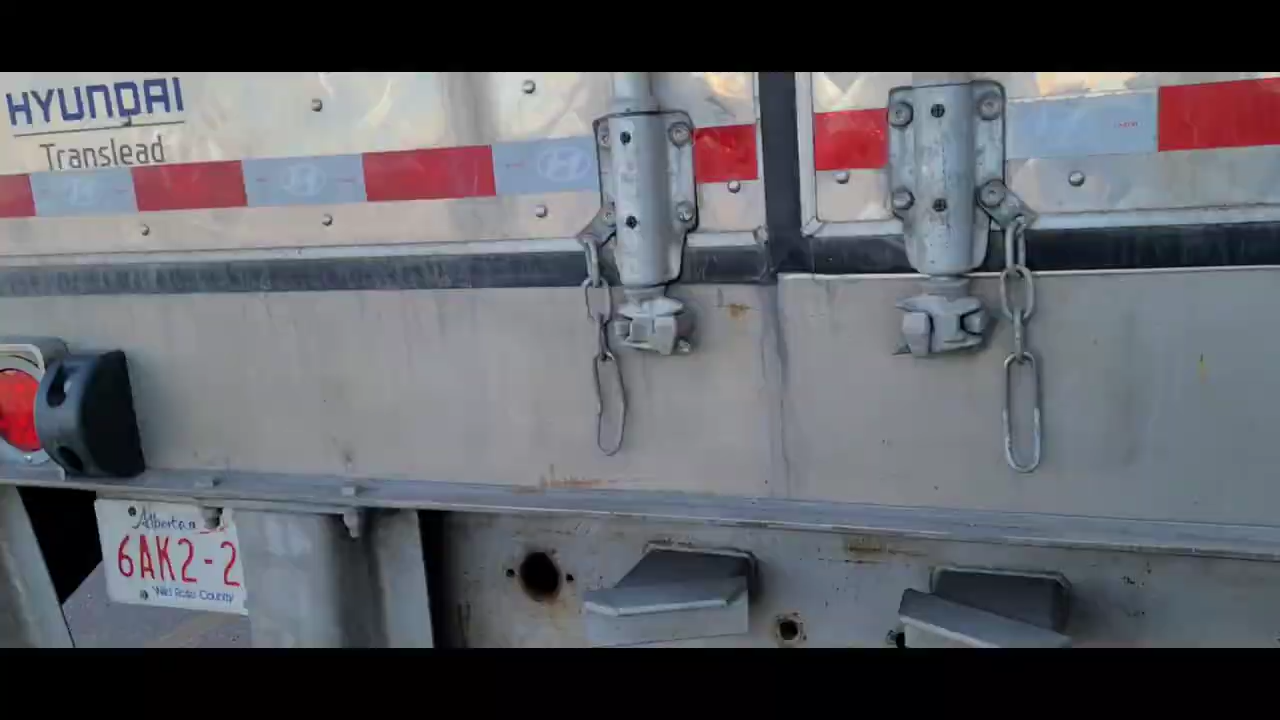 HYUNDAI
Translead
Alberta
6AK2-2
Wild Rose Country